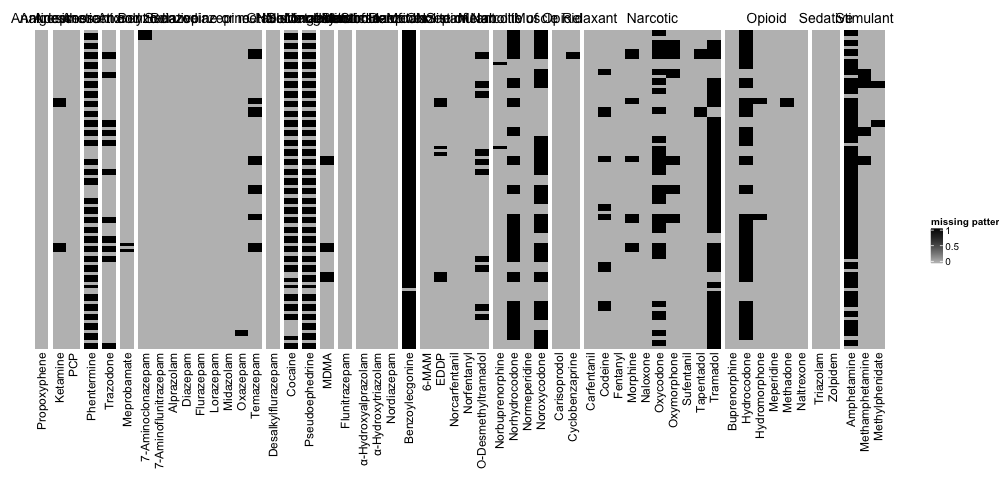 Narcotic
Opioid
Stimulant
missing patter
1
0.5
0
Propoxyphene
Ketamine
PCP
Phentermine
Trazodone
Meprobamate
7-Aminoclonazepam
7-Aminoflunitrazepam
Alprazolam
Diazepam
Flurazepam
Lorazepam
Midazolam
Oxazepam
Temazepam
Desalkylflurazepam
Cocaine
Pseudoephedrine
MDMA
Flunitrazepam
α-Hydroxyalprazolam
α-Hydroxytriazolam
Nordiazepam
Benzoylecgonine
6-MAM
EDDP
Norcarfentanil
Norfentanyl
O-Desmethyltramadol
Norbuprenorphine
Norhydrocodone
Normeperidine
Noroxycodone
Carisoprodol
Cyclobenzaprine
Carfentanil
Codeine
Fentanyl
Morphine
Naloxone
Oxycodone
Oxymorphone
Sufentanil
Tapentadol
Tramadol
Buprenorphine
Hydrocodone
Hydromorphone
Meperidine
Methadone
Naltrexone
Triazolam
Zolpidem
Amphetamine
Methamphetamine
Methylphenidate